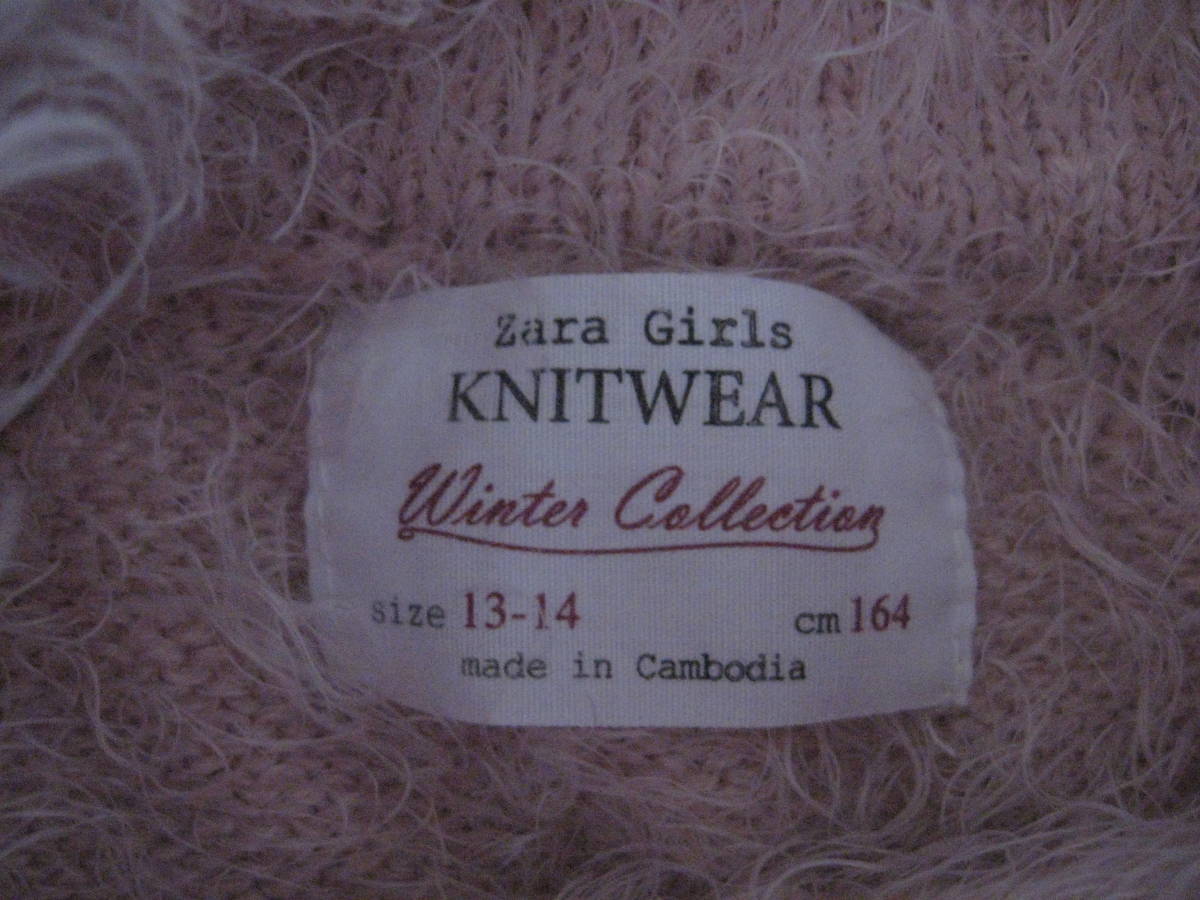 Zara Girls
KNITWEAR
Winter Collection
size 13-14 cm 164
made in Cambodia